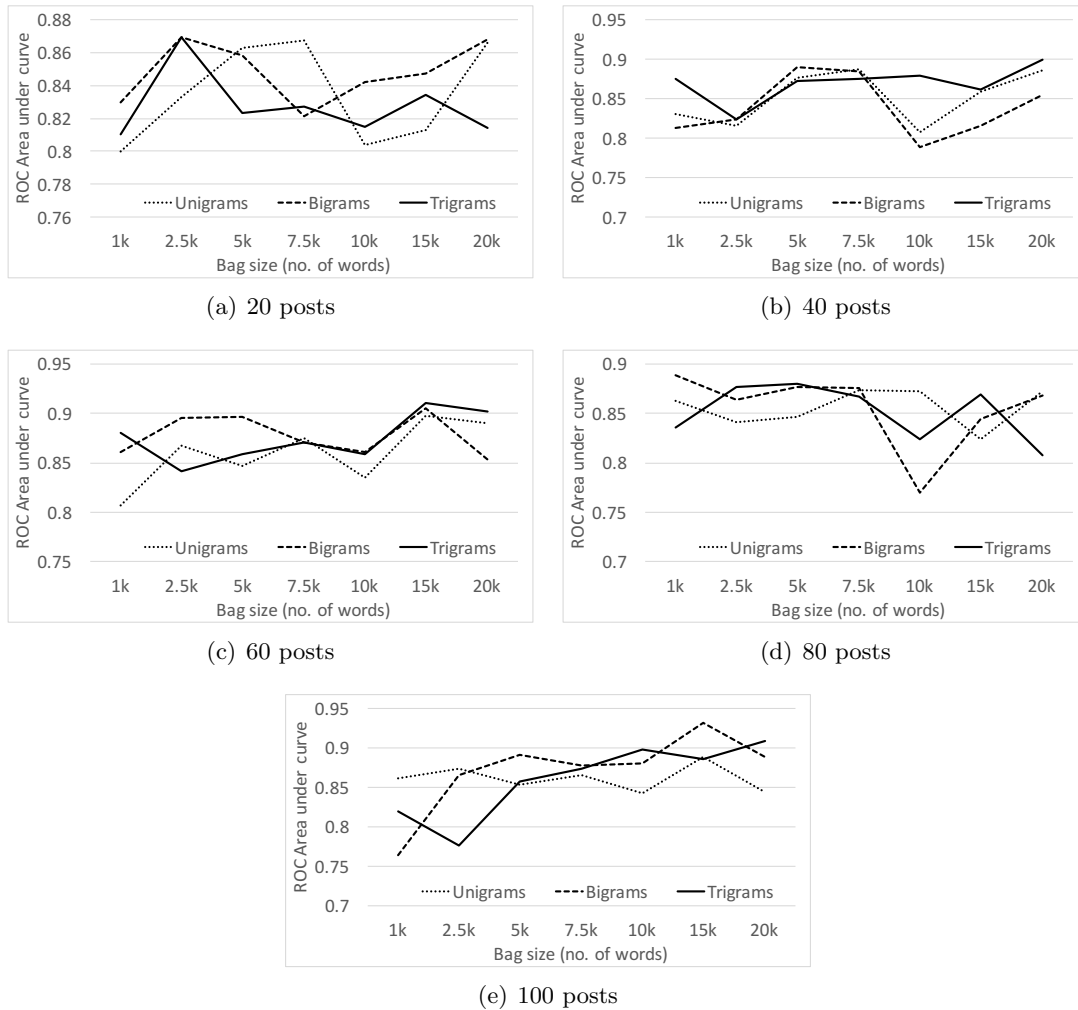 ROC Area under curve
0.88
0.86
0.84
0.82
0.8
0.78
0.76
Unigrams Bigrams Trigrams
1k 2.5k 5k 7.5k 10k 15k 20k
Bag size (no. of words)
(a) 20 posts
ROC Area under curve
0.95
0.9
0.85
0.8
0.75
0.7
Unigrams Bigrams Trigrams
1k 2.5k 5k 7.5k 10k 15k 20k
Bag size (no. of words)
(b) 40 posts
ROC Area under curve
0.95
0.9
0.85
0.8
0.75
Unigrams Bigrams Trigrams
1k 2.5k 5k 7.5k 10k 15k 20k
Bag size (no. of words)
(c) 60 posts
ROC Area under curve
0.9
0.85
0.8
0.75
0.7
Unigrams Bigrams Trigrams
1k 2.5k 5k 7.5k 10k 15k 20k
Bag size (no. of words)
(d) 80 posts
ROC Area under curve
0.95
0.9
0.85
0.8
0.75
0.7
Unigrams Bigrams Trigrams
1k 2.5k 5k 7.5k 10k 15k 20k
Bag size (no. of words)
(e) 100 posts